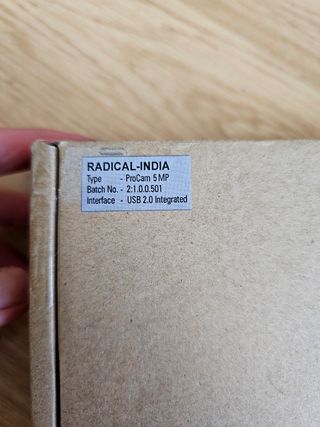 RADICAL-INDIA
Type - ProCam 5 MP
Batch No. - 2:1.0.0.501
Interface - USB 2.0 Integrated